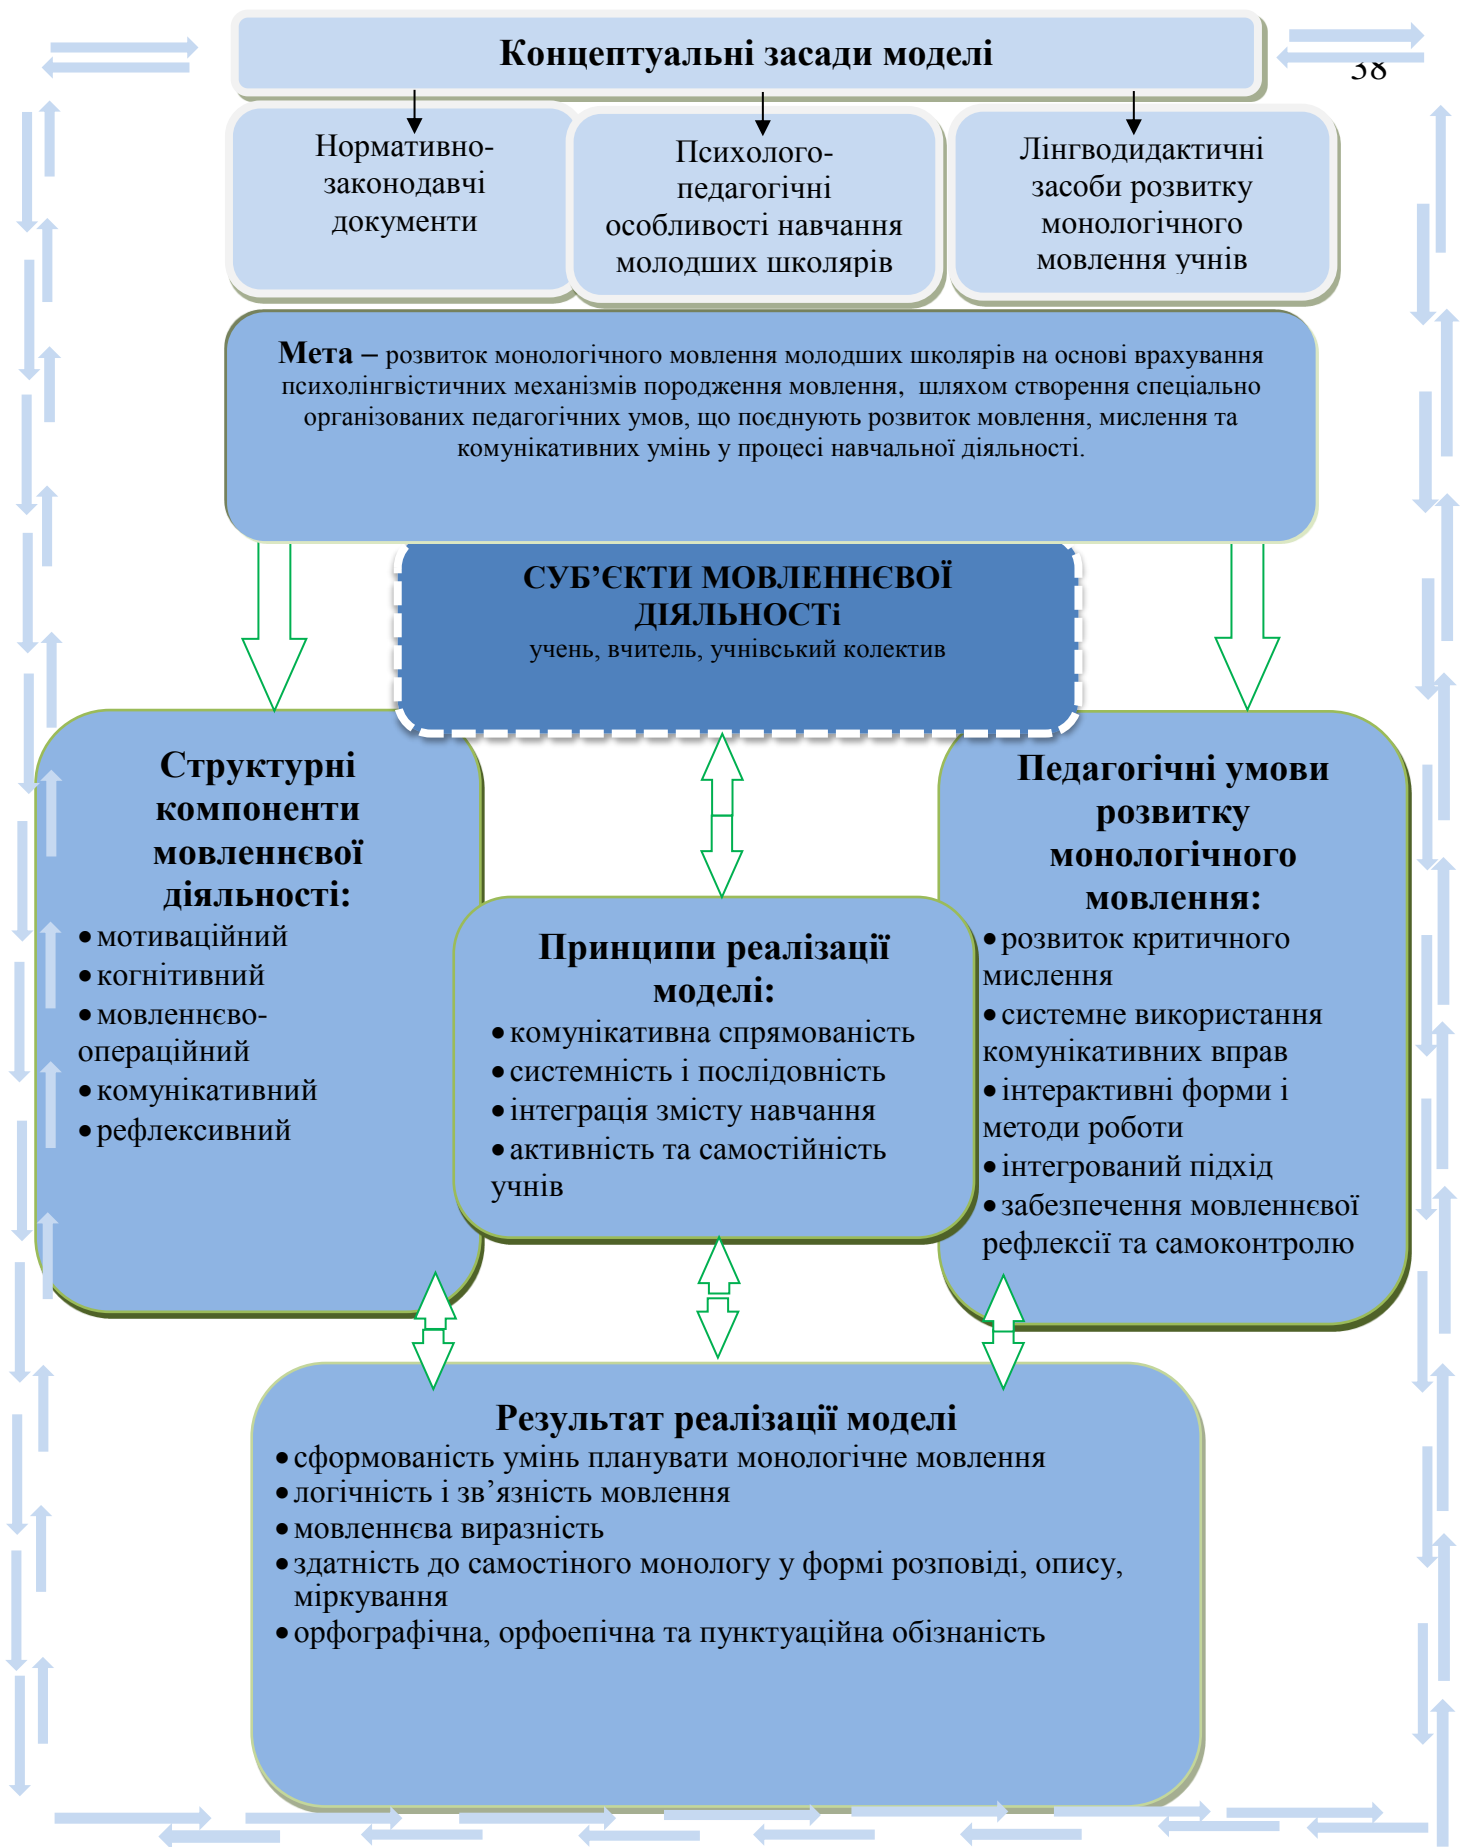 Концептуальні засади моделі
38
Нормативно-
законодавчі
документи
Психолого-
педагогічні
особливості навчання
молодших школярів
Лінгводидактичні
засоби розвитку
монологічного
мовлення учнів
Мета – розвиток монологічного мовлення молодших школярів на основі врахування
психолінгвістичних механізмів породження мовлення, шляхом створення спеціально
організованих педагогічних умов, що поєднують розвиток мовлення, мислення та
комунікативних умінь у процесі навчальної діяльності.
СУБ’ЄКТИ МОВЛЕННЄВОЇ
ДІЯЛЬНОСТі
учень, вчитель, учнівський колектив
Структурні
компоненти
мовленнєвої
діяльності:
• мотиваційний
• когнітивний
• мовленнєво-
операційний
• комунікативний
• рефлексивний
Принципи реалізації
моделі:
• комунікативна спрямованість
• системність і послідовність
• інтеграція змісту навчання
• активність та самостійність
учнів
Педагогічні умови
розвитку
монологічного
мовлення:
• розвиток критичного
мислення
• системне використання
комунікативних вправ
• інтерактивні форми і
методи роботи
• інтегрований підхід
• забезпечення мовленнєвої
рефлексії та самоконтролю
Результат реалізації моделі
• сформованість умінь планувати монологічне мовлення
• логічність і зв’язність мовлення
• мовленнєва виразність
• здатність до самостіного монологу у формі розповіді, опису,
міркування
• орфографічна, орфоепічна та пунктуаційна обізнаність